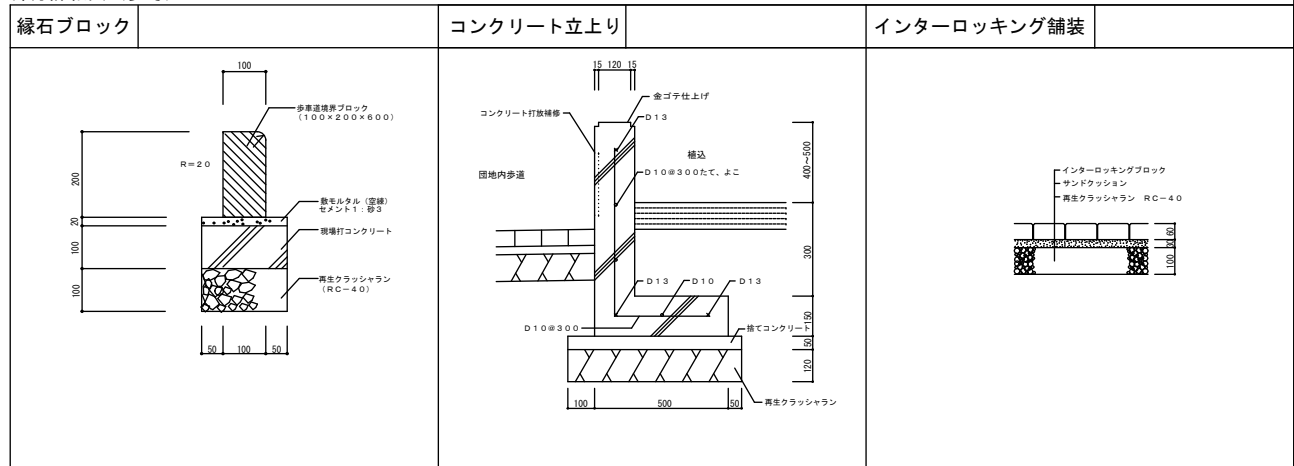 縁石ブロック
100
歩車道境界ブロック
(100×200×600)
R=20
200
敷モルタル (空練)
セメント1:砂3
20
現場打コンクリート
100
再生クラッシャラン
(RC-40)
100
50 100 50
コンクリート立上り
15 120 15
金ゴテ仕上げ
コンクリート打放補修
D13
植込
400~500
団地内歩道
D10@300たて、よこ
300
D13 D10 D13
D10@300
150
捨てコンクリート
50
120
再生クラッシャラン
100 500 50
インターロッキング舗装
インターロッキングブロック
サンドクッション
再生クラッシャラン RC-40
60
30
100